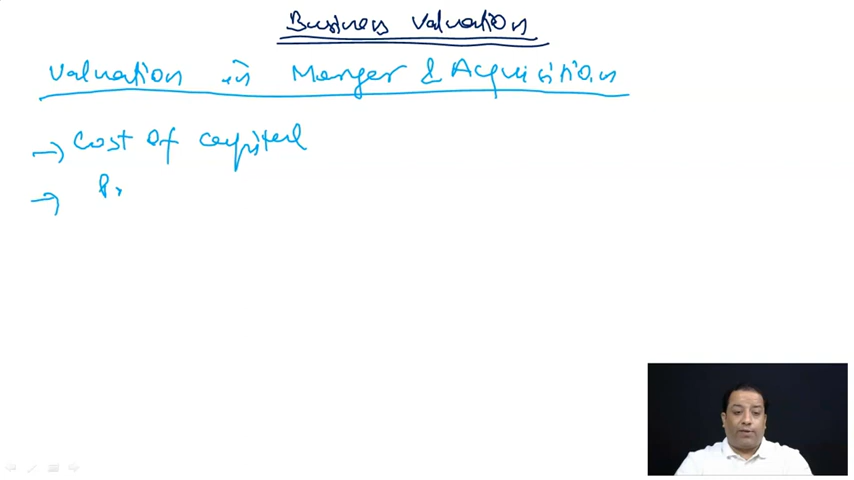 Business Valuation
Valuation in Merger & Acquisitions
→ Cost of capital
→